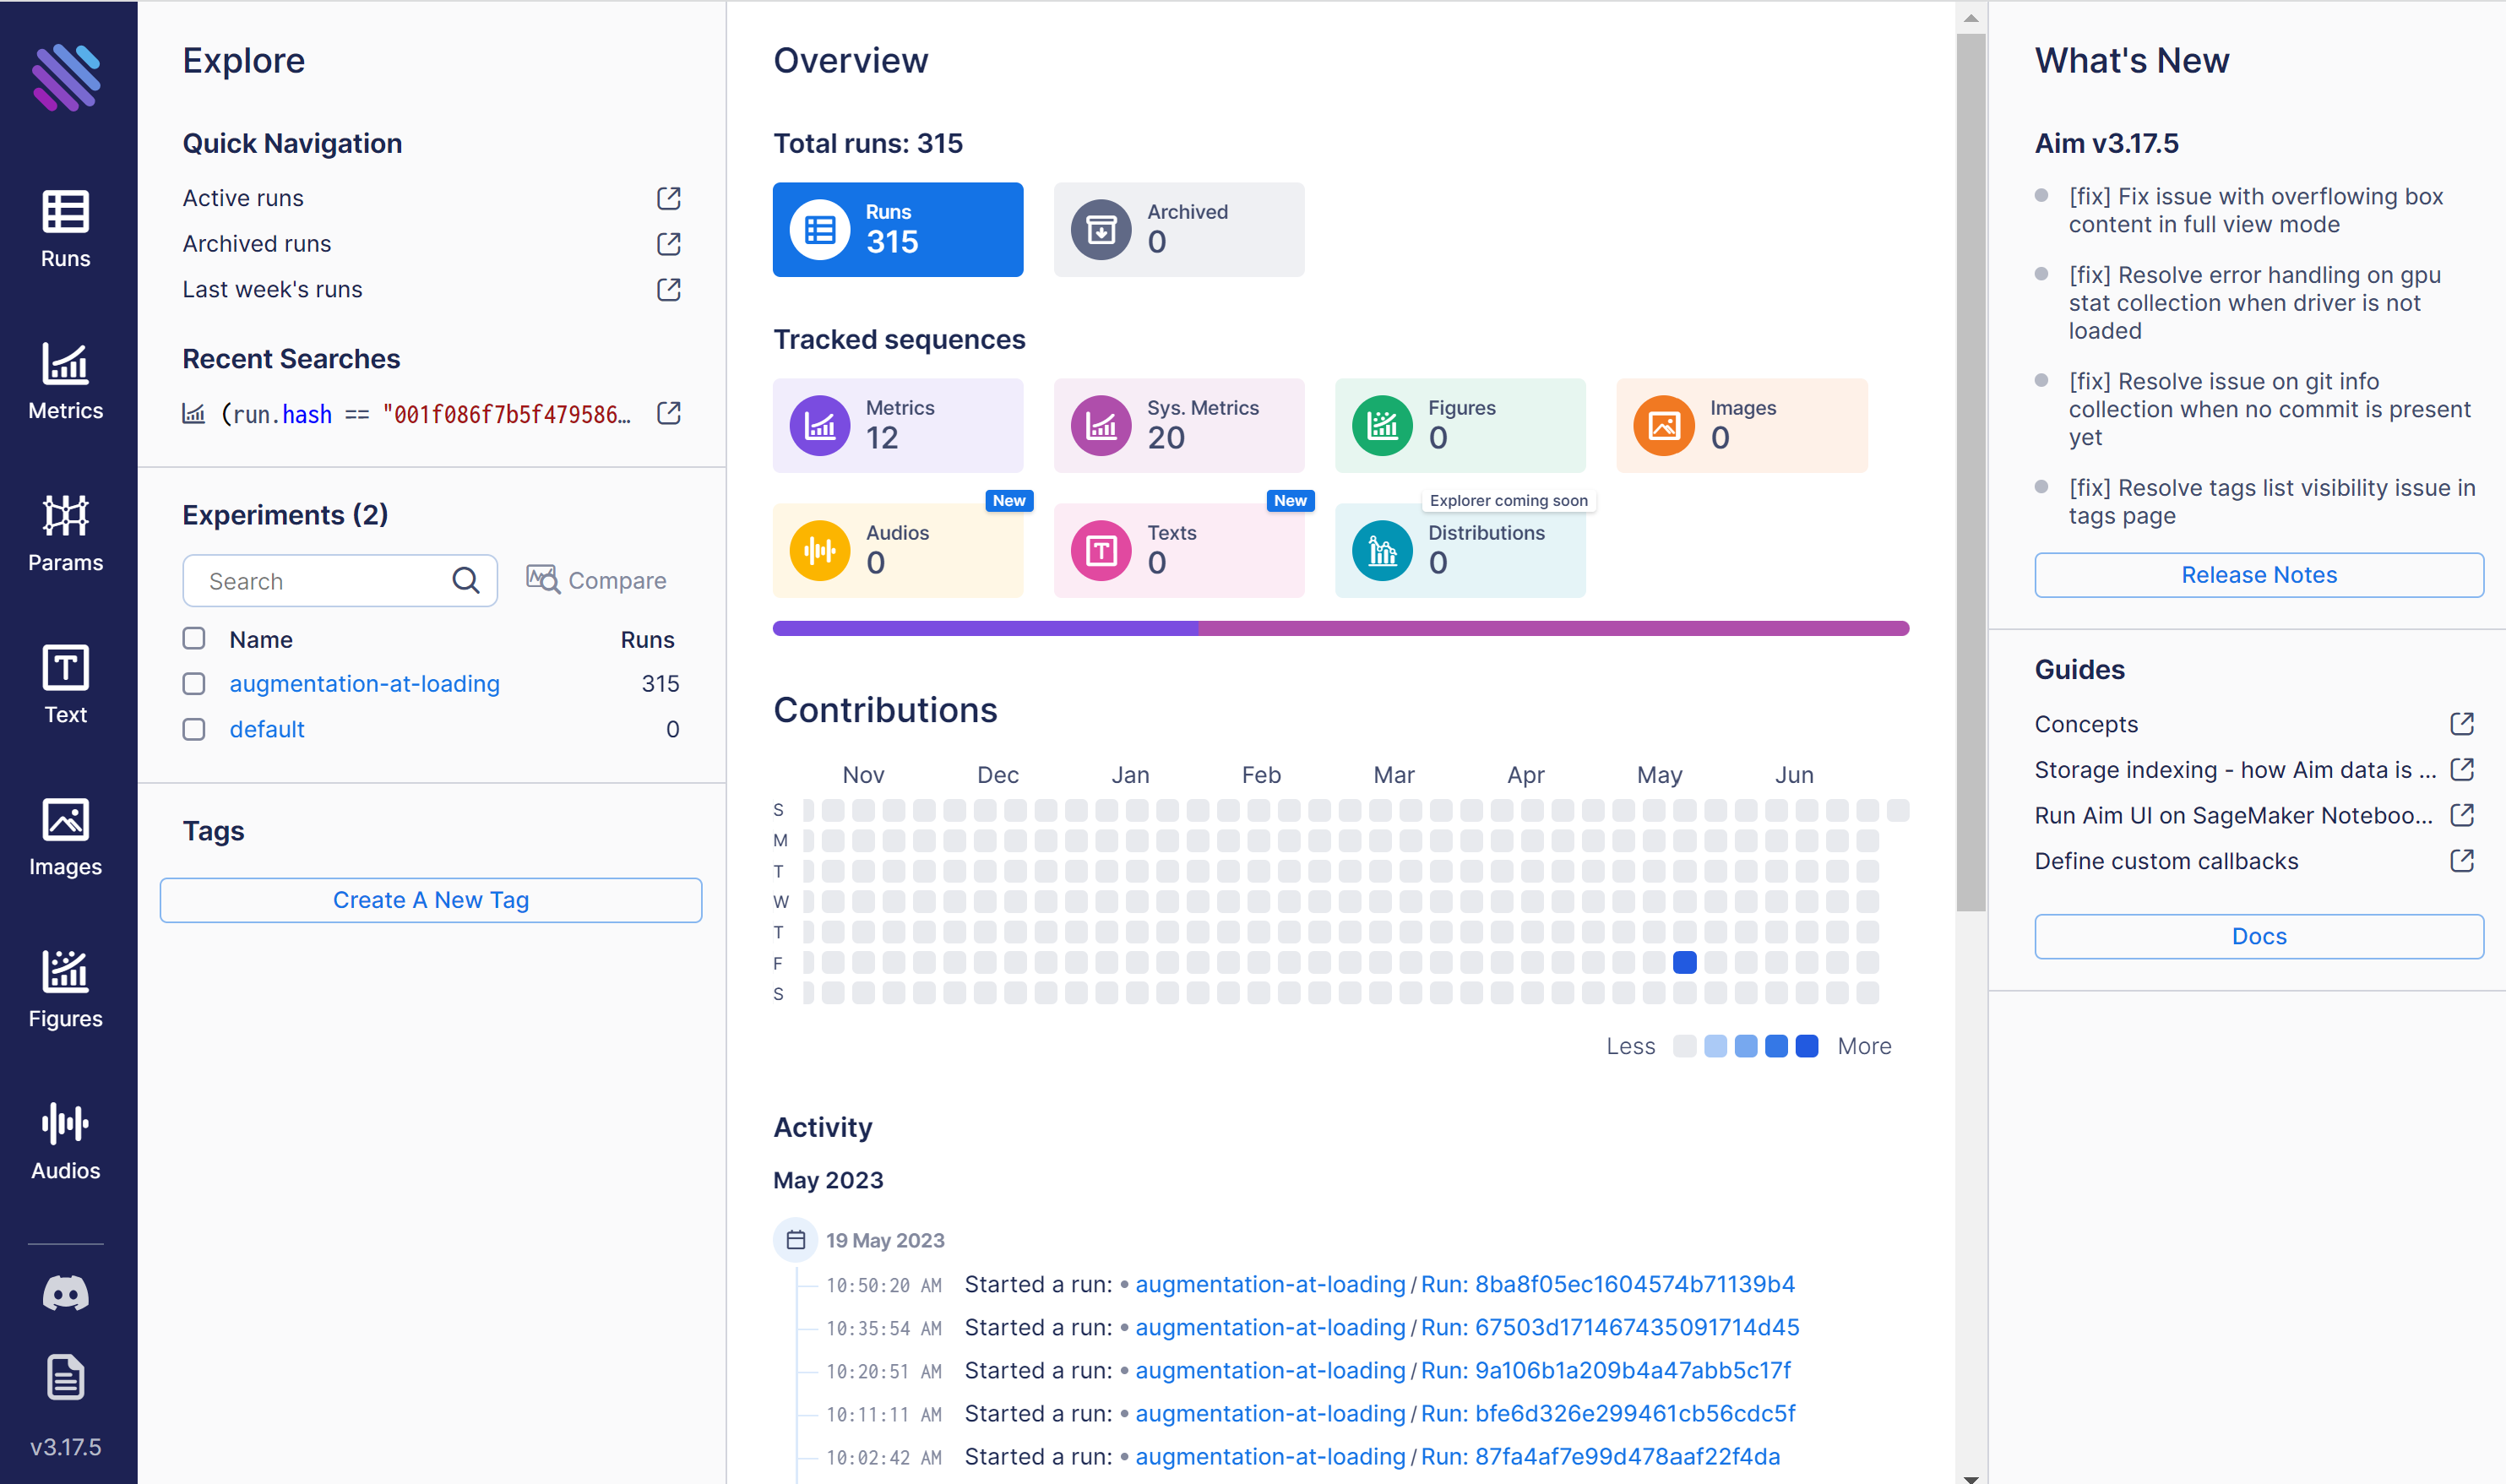 Runs
Metrics
Params
Text
Images
Figures
Audios
v3.17.5
Explore
Quick Navigation
Active runs
Archived runs
Last week's runs
Recent Searches
(run.hash == "001f086f7b5f479586…
Experiments (2)
Search
Compare
Name Runs
augmentation-at-loading 315
default 0
Tags
Create A New Tag
Overview
Total runs: 315
Runs
315
Archived
0
Tracked sequences
Metrics
12
Sys. Metrics
20
Figures
0
Images
0
New
Audios
0
New
Texts
0
Explorer coming soon
Distributions
0
Contributions
Nov Dec Jan Feb Mar Apr May Jun
S
M
T
W
T
F
S
Less More
Activity
May 2023
19 May 2023
10:50:20 AM Started a run: • augmentation-at-loading / Run: 8ba8f05ec1604574b71139b4
10:35:54 AM Started a run: • augmentation-at-loading / Run: 67503d171467435091714d45
10:20:51 AM Started a run: • augmentation-at-loading / Run: 9a106b1a209b4a47abb5c17f
10:11:11 AM Started a run: • augmentation-at-loading / Run: bfe6d326e299461cb56cdc5f
10:02:42 AM Started a run: • augmentation-at-loading / Run: 87fa4af7e99d478aaf22f4da
What's New
Aim v3.17.5
[fix] Fix issue with overflowing box
content in full view mode
[fix] Resolve error handling on gpu
stat collection when driver is not
loaded
[fix] Resolve issue on git info
collection when no commit is present
yet
[fix] Resolve tags list visibility issue in
tags page
Release Notes
Guides
Concepts
Storage indexing - how Aim data is ...
Run Aim UI on SageMaker Noteboo...
Define custom callbacks
Docs